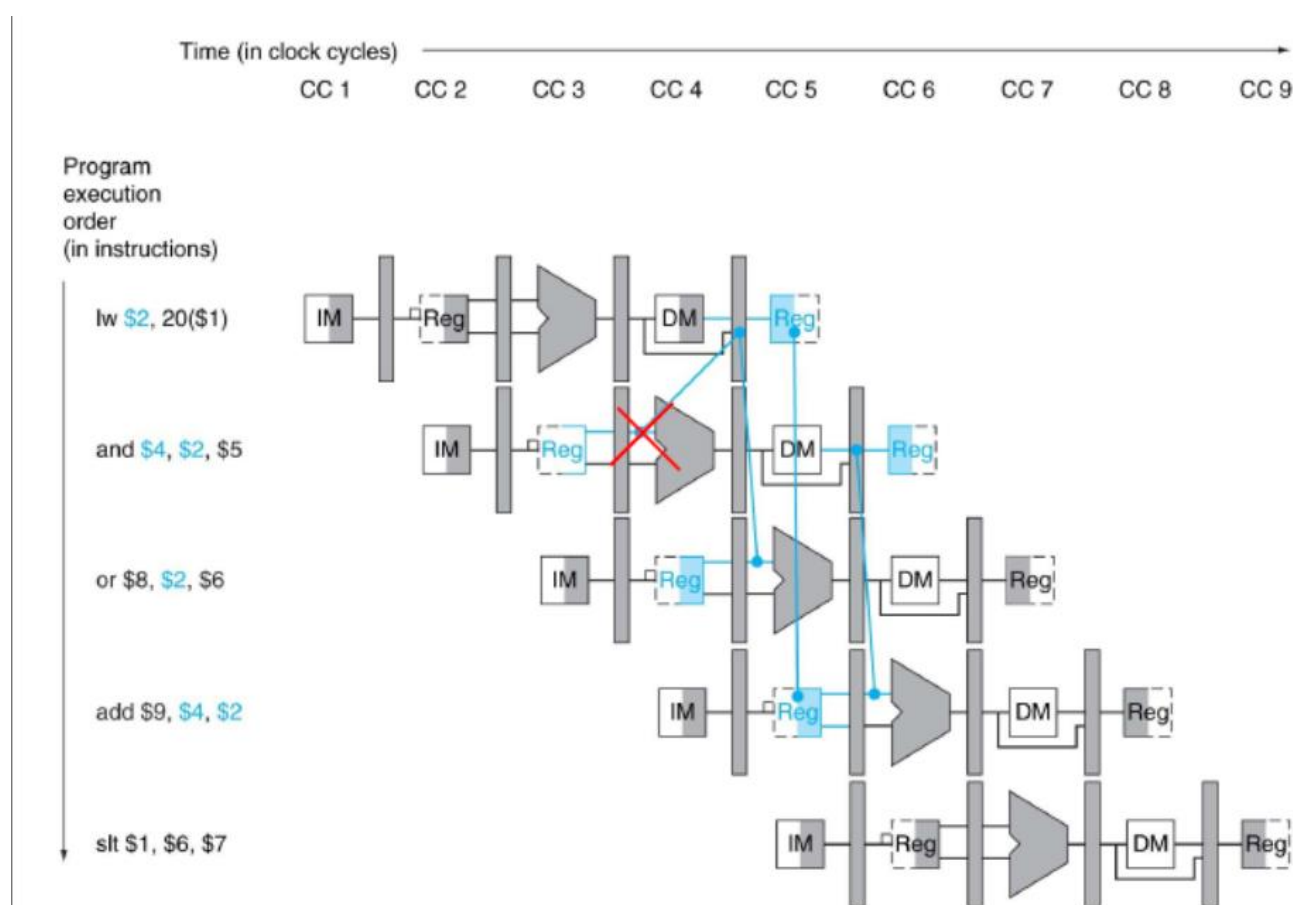 Time (in clock cycles)
CC 1 CC 2 CC 3 CC 4 CC 5 CC 6 CC 7 CC 8 CC 9
Program
execution
order
(in instructions)
lw $2, 20($1)
IM Reg DM Reg
and $4, $2, $5
IM Reg DM Reg
or $8, $2, $6
IM Reg DM Reg
add $9, $4, $2
IM Reg DM Reg
slt $1, $6, $7
IM Reg DM Reg